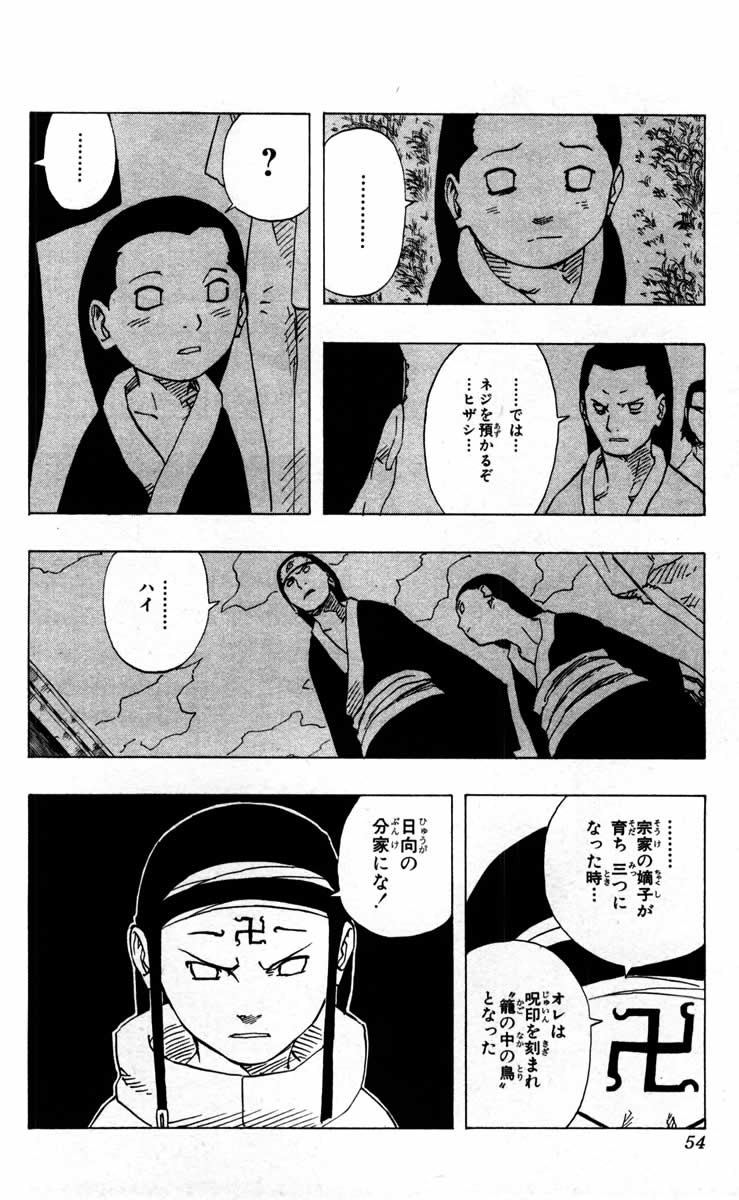 …………
？
………
……では…
ネジを預かるぞ
…ヒザシ…
………
ハイ
………
宗家の嫡子が
育ち 三つに
なった時…
オレは
呪印を刻まれ
〝籠の中の鳥〟
となった
日向の
分家にな！
卍
卍
54